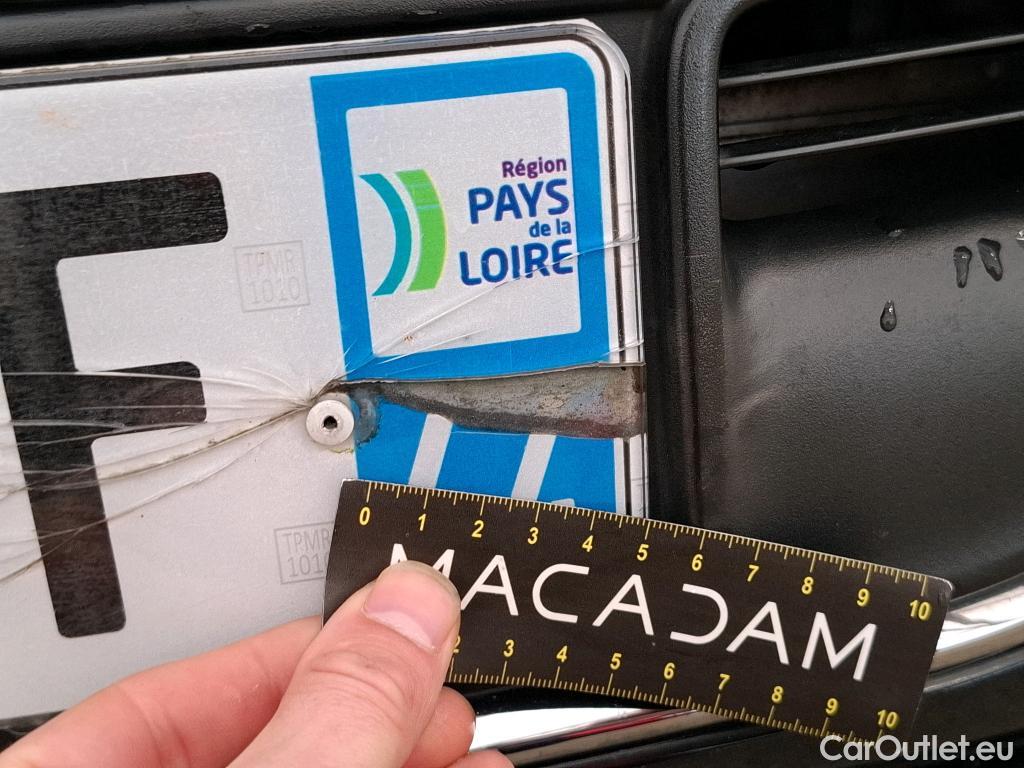 Région
PAYS
de la
LOIRE
F
TPMR
1010
TPMR
101
0 1 2 3 4 5 6 7 8 9 10
MACADAM
2 3 4 5 6 7 8 9 10
CarOutlet.eu